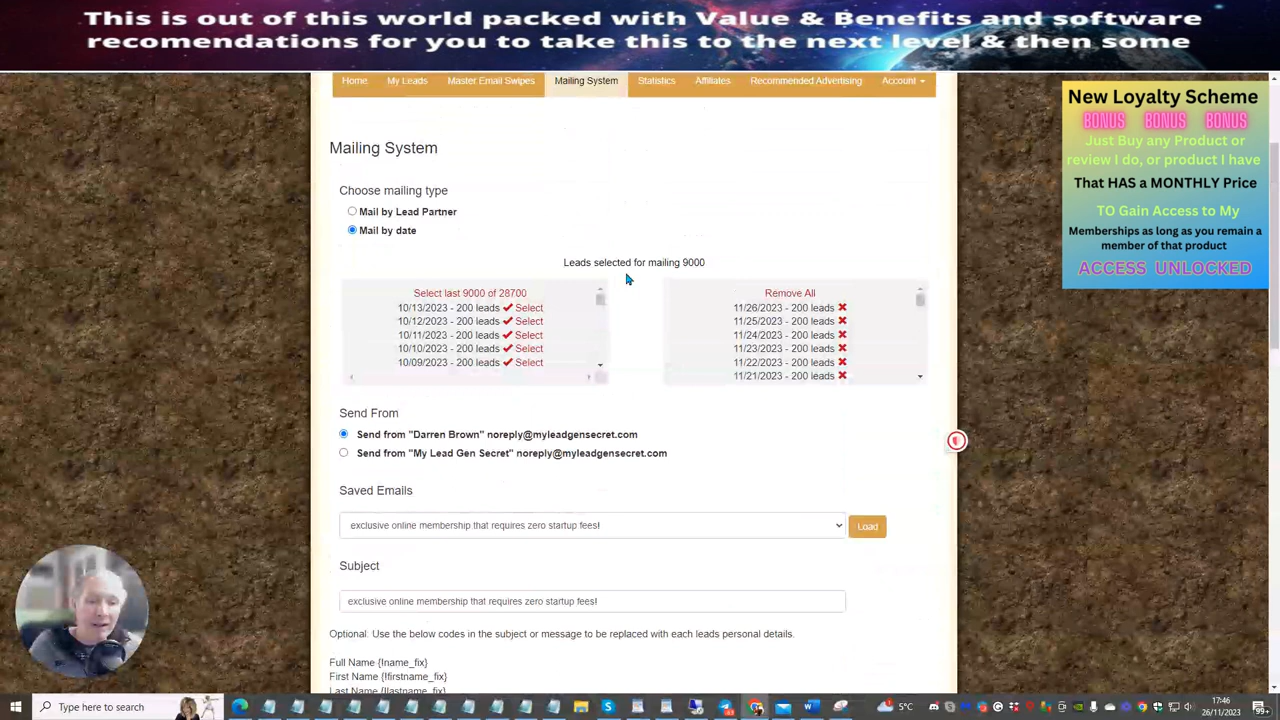 This is out of this world packed with Value & Benefits and software
recomendations for you to take this to the next level & then some
Home My Leads Master Email Swipes Mailing System Statistics Affiliates Recommended Advertising Account
New Loyalty Scheme
BONUS BONUS BONUS
Just Buy any Product or
review I do, or product I have
That HAS a MONTHLY Price
TO Gain Access to My
Memberships as long as you remain a
member of that product
ACCESS UNLOCKED
Mailing System
Choose mailing type
Mail by Lead Partner
Mail by date
Leads selected for mailing 9000
Select last 9000 of 28700
10/13/2023 - 200 leads Select
10/12/2023 - 200 leads Select
10/11/2023 - 200 leads Select
10/10/2023 - 200 leads Select
10/09/2023 - 200 leads Select
Remove All
11/26/2023 - 200 leads
11/25/2023 - 200 leads
11/24/2023 - 200 leads
11/23/2023 - 200 leads
11/22/2023 - 200 leads
11/21/2023 - 200 leads
Send From
Send from "Darren Brown" noreply@myleadgensecret.com
Send from "My Lead Gen Secret" noreply@myleadgensecret.com
Saved Emails
exclusive online membership that requires zero startup fees!
Load
Subject
exclusive online membership that requires zero startup fees!
Optional: Use the below codes in the subject or message to be replaced with each leads personal details.
Full Name {!name_fix}
First Name {!firstname_fix}
Last Name {!lastname_fix}
Type here to search
5°C
17:46
26/11/2023
99+